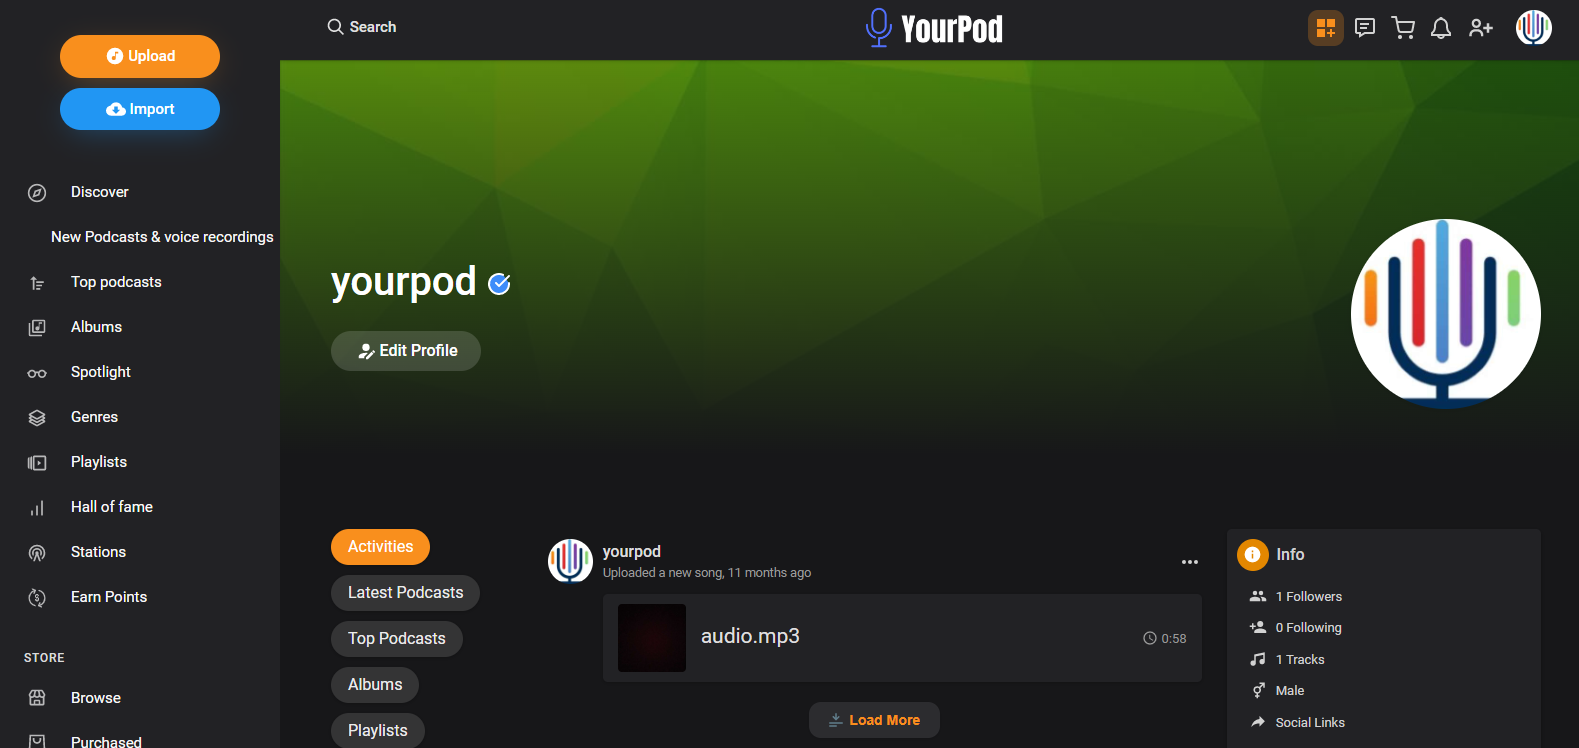 Search
YourPod
Upload
Import
Discover
New Podcasts & voice recordings
Top podcasts
Albums
Spotlight
Genres
Playlists
Hall of fame
Stations
Earn Points
STORE
Browse
Purchased
yourpod
Edit Profile
Activities
Latest Podcasts
Top Podcasts
Albums
Playlists
yourpod
Uploaded a new song, 11 months ago
audio.mp3
0:58
Load More
Info
1 Followers
0 Following
1 Tracks
Male
Social Links